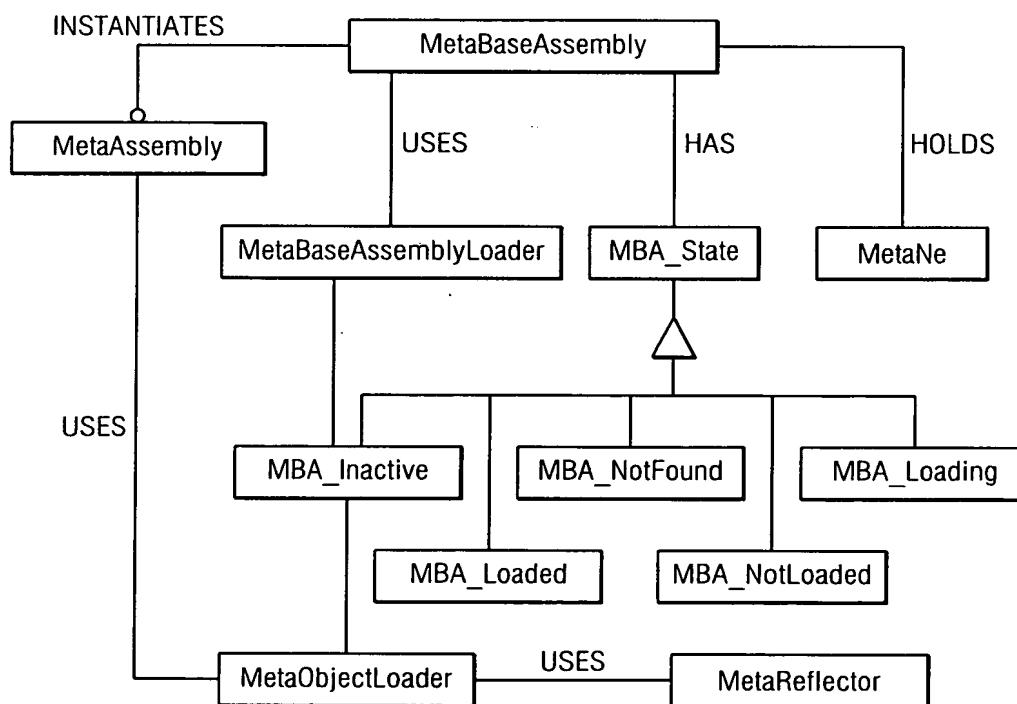 INSTANTIATES
MetaBaseAssembly
MetaAssembly
USES
HAS
HOLDS
MetaBaseAssemblyLoader
MBA_State
MetaNe
USES
MBA_Inactive
MBA_NotFound
MBA_Loading
MBA_Loaded
MBA_NotLoaded
MetaObjectLoader
USES
MetaReflector